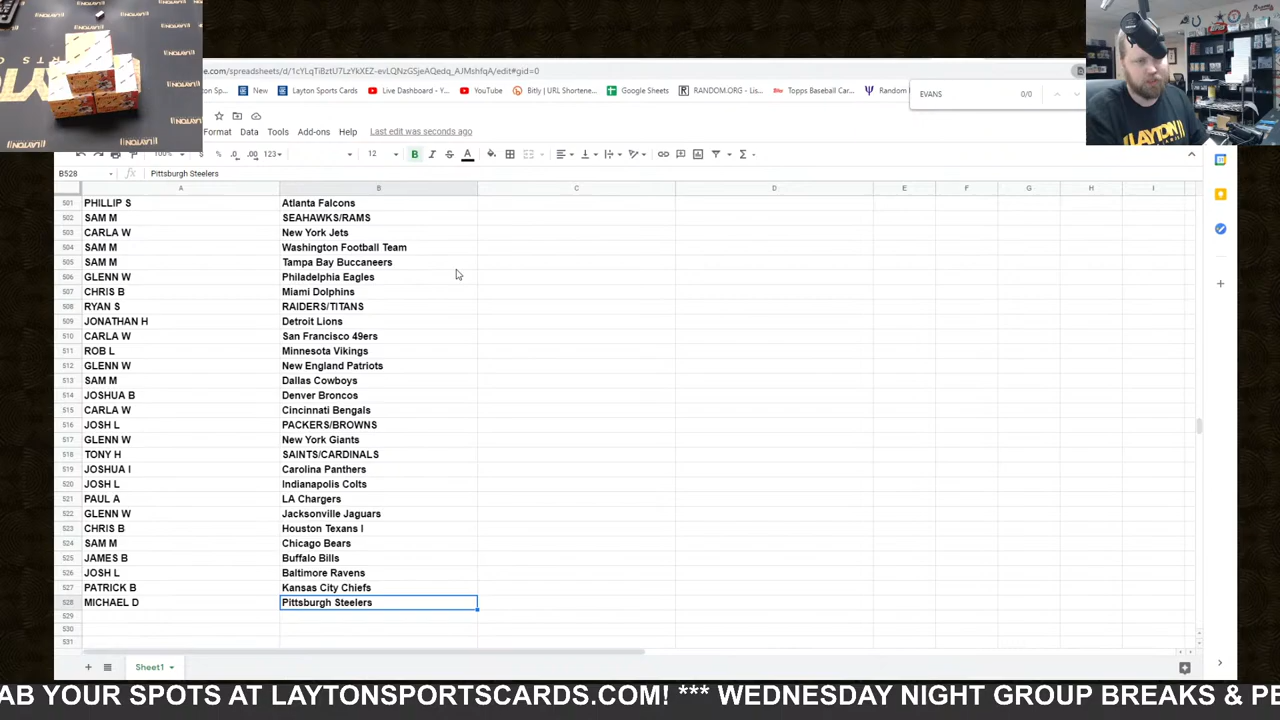 ce.com/spreadsheets/d/1cYLqTiBztU7LzYkXEZ-evLQNzGSjeAQedq_AJMshfqA/edit#gid=0
EVANS 0/0
New Layton Sports Cards Live Dashboard - Y... YouTube Bitly | URL Shortene... Google Sheets RANDOM.ORG - Lis... Topps Baseball Car... Random
Format Data Tools Add-ons Help Last edit was seconds ago
100% % .0 .00 123 12 B I S A
B528 fx Pittsburgh Steelers
A B C D E F G H I
501 PHILLIP S Atlanta Falcons
502 SAM M SEAHAWKS/RAMS
503 CARLA W New York Jets
504 SAM M Washington Football Team
505 SAM M Tampa Bay Buccaneers
506 GLENN W Philadelphia Eagles
507 CHRIS B Miami Dolphins
508 RYAN S RAIDERS/TITANS
509 JONATHAN H Detroit Lions
510 CARLA W San Francisco 49ers
511 ROB L Minnesota Vikings
512 GLENN W New England Patriots
513 SAM M Dallas Cowboys
514 JOSHUA B Denver Broncos
515 CARLA W Cincinnati Bengals
516 JOSH L PACKERS/BROWNS
517 GLENN W New York Giants
518 TONY H SAINTS/CARDINALS
519 JOSHUA I Carolina Panthers
520 JOSH L Indianapolis Colts
521 PAUL A LA Chargers
522 GLENN W Jacksonville Jaguars
523 CHRIS B Houston Texans I
524 SAM M Chicago Bears
525 JAMES B Buffalo Bills
526 JOSH L Baltimore Ravens
527 PATRICK B Kansas City Chiefs
528 MICHAEL D Pittsburgh Steelers
529
530
531
Sheet1
AB YOUR SPOTS AT LAYTONSPORTSCARDS.COM! *** WEDNESDAY NIGHT GROUP BREAKS & PE